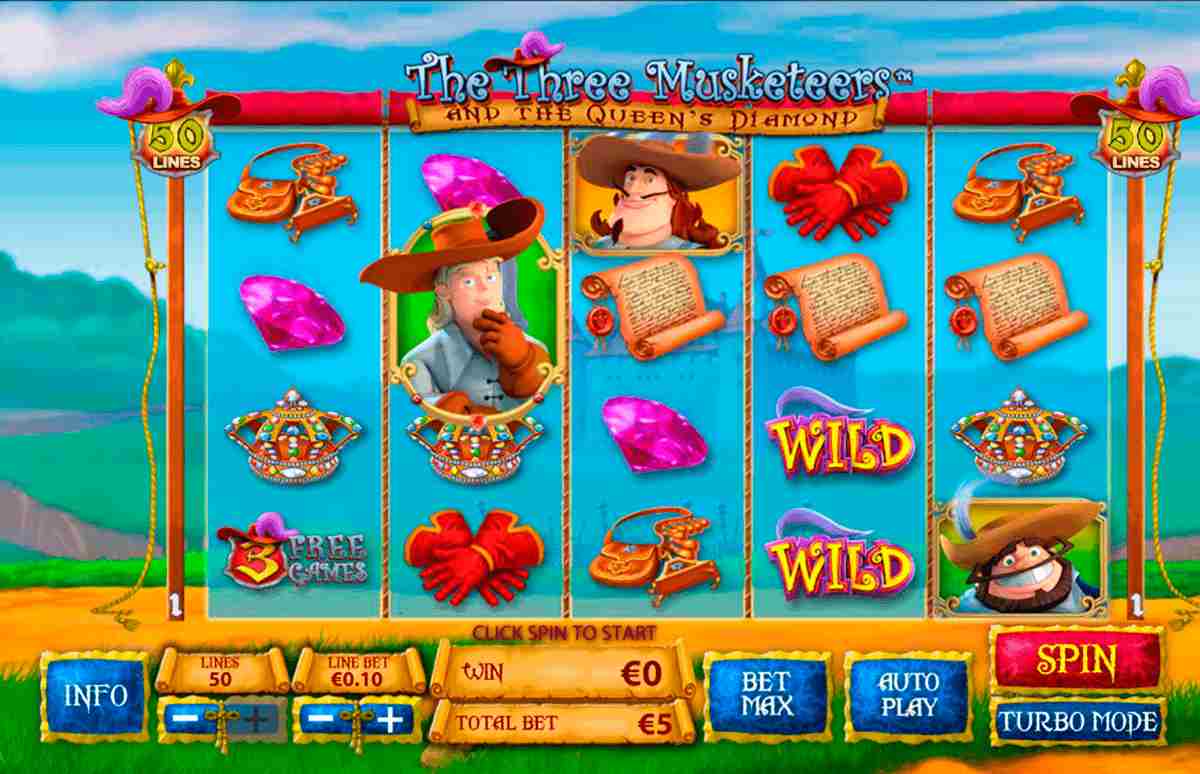 The Three Musketeers™
AND THE QUEEN'S DIAMOND
50
LINES
50
LINES
WILD
3 FREE
GAMES
WILD
1
1
CLICK SPIN TO START
INFO
LINES
50
LINE BET
€0.10
WIN
€0
TOTAL BET
€5
BET
MAX
AUTO
PLAY
SPIN
TURBO MODE